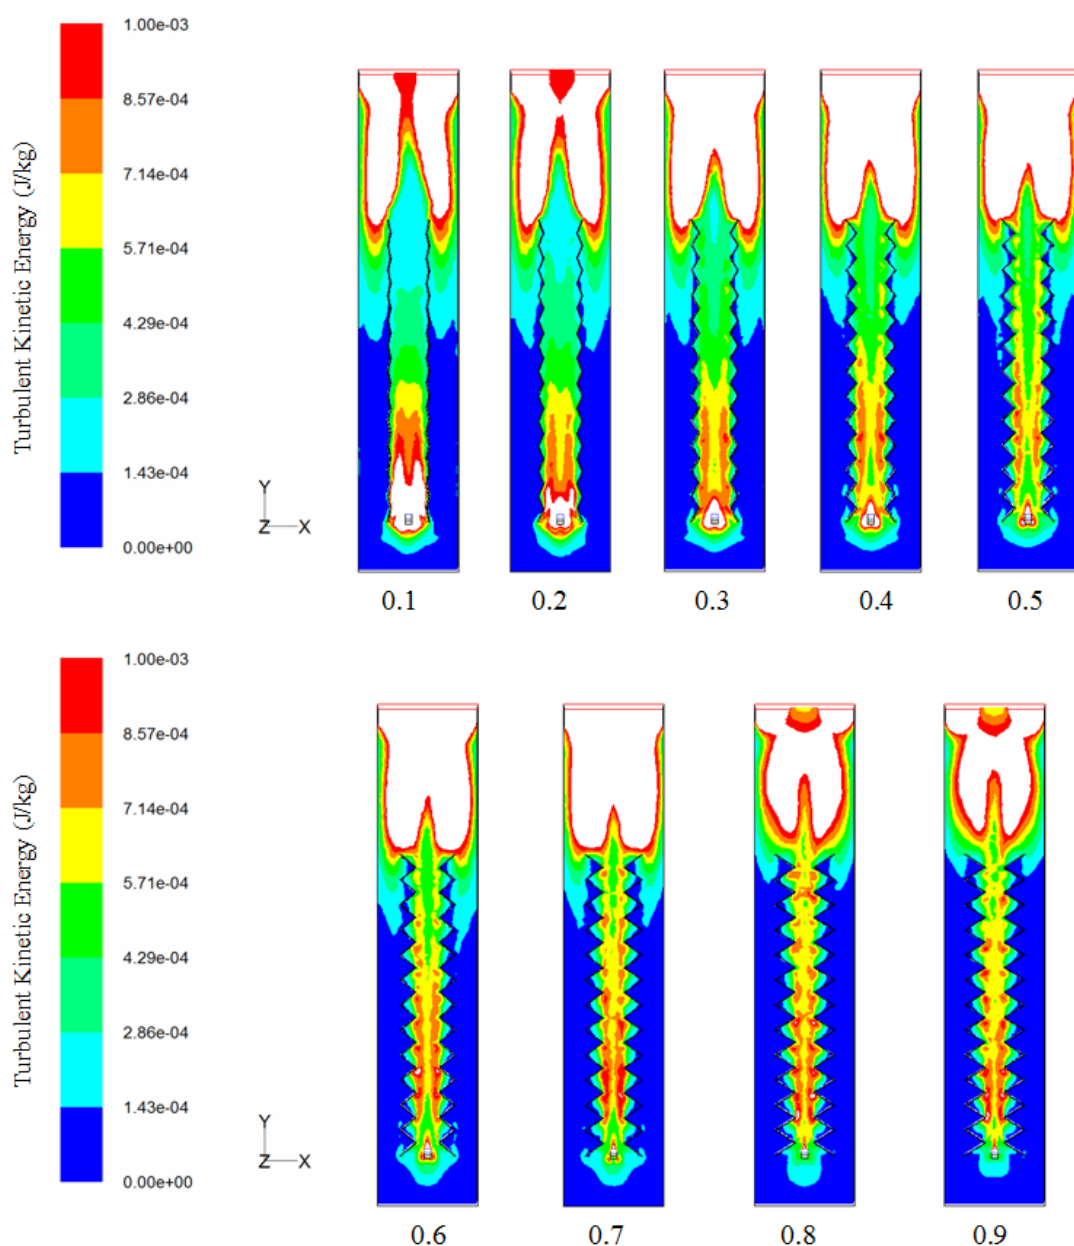 1.00e-03
8.57e-04
7.14e-04
5.71e-04
4.29e-04
2.86e-04
1.43e-04
0.00e+00
Turbulent Kinetic Energy (J/kg)
Y
Z
X
0.1
0.2
0.3
0.4
0.5
1.00e-03
8.57e-04
7.14e-04
5.71e-04
4.29e-04
2.86e-04
1.43e-04
0.00e+00
Turbulent Kinetic Energy (J/kg)
Y
Z
X
0.6
0.7
0.8
0.9